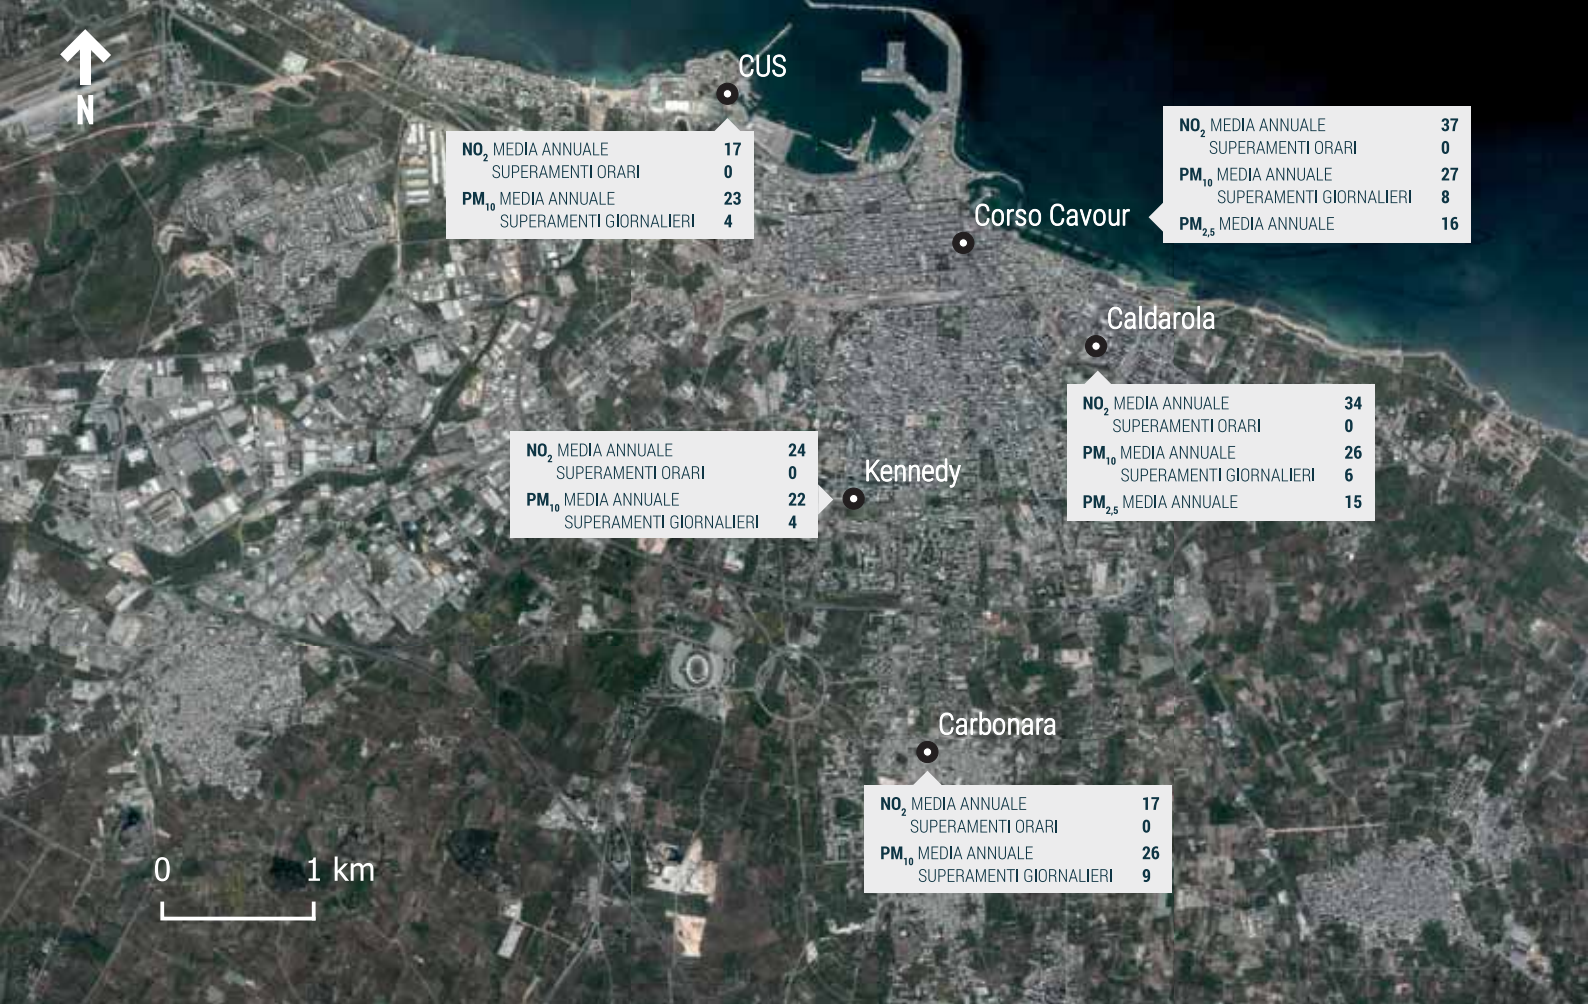 N
CUS
NO2 MEDIA ANNUALE 17
SUPERAMENTI ORARI 0
PM10 MEDIA ANNUALE 23
SUPERAMENTI GIORNALIERI 4
Corso Cavour
NO2 MEDIA ANNUALE 37
SUPERAMENTI ORARI 0
PM10 MEDIA ANNUALE 27
SUPERAMENTI GIORNALIERI 8
PM2,5 MEDIA ANNUALE 16
Caldarola
NO2 MEDIA ANNUALE 34
SUPERAMENTI ORARI 0
PM10 MEDIA ANNUALE 26
SUPERAMENTI GIORNALIERI 6
PM2,5 MEDIA ANNUALE 15
Kennedy
NO2 MEDIA ANNUALE 24
SUPERAMENTI ORARI 0
PM10 MEDIA ANNUALE 22
SUPERAMENTI GIORNALIERI 4
Carbonara
NO2 MEDIA ANNUALE 17
SUPERAMENTI ORARI 0
PM10 MEDIA ANNUALE 26
SUPERAMENTI GIORNALIERI 9
0 1 km